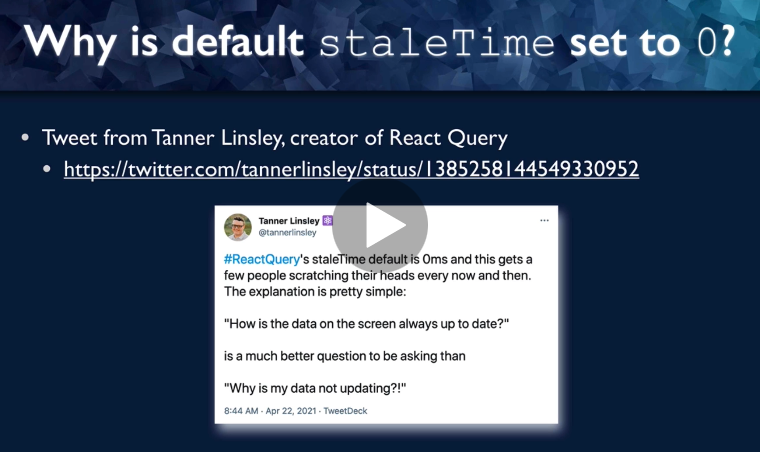 Why is default staleTime set to 0?
Tweet from Tanner Linsley, creator of React Query
https://twitter.com/tannerlinsley/status/1385258144549330952
Tanner Linsley
@tannerlinsley
#ReactQuery's staleTime default is 0ms and this gets a
few people scratching their heads every now and then.
The explanation is pretty simple:
"How is the data on the screen always up to date?"
is a much better question to be asking than
"Why is my data not updating?!"
8:44 AM · Apr 22, 2021 · TweetDeck